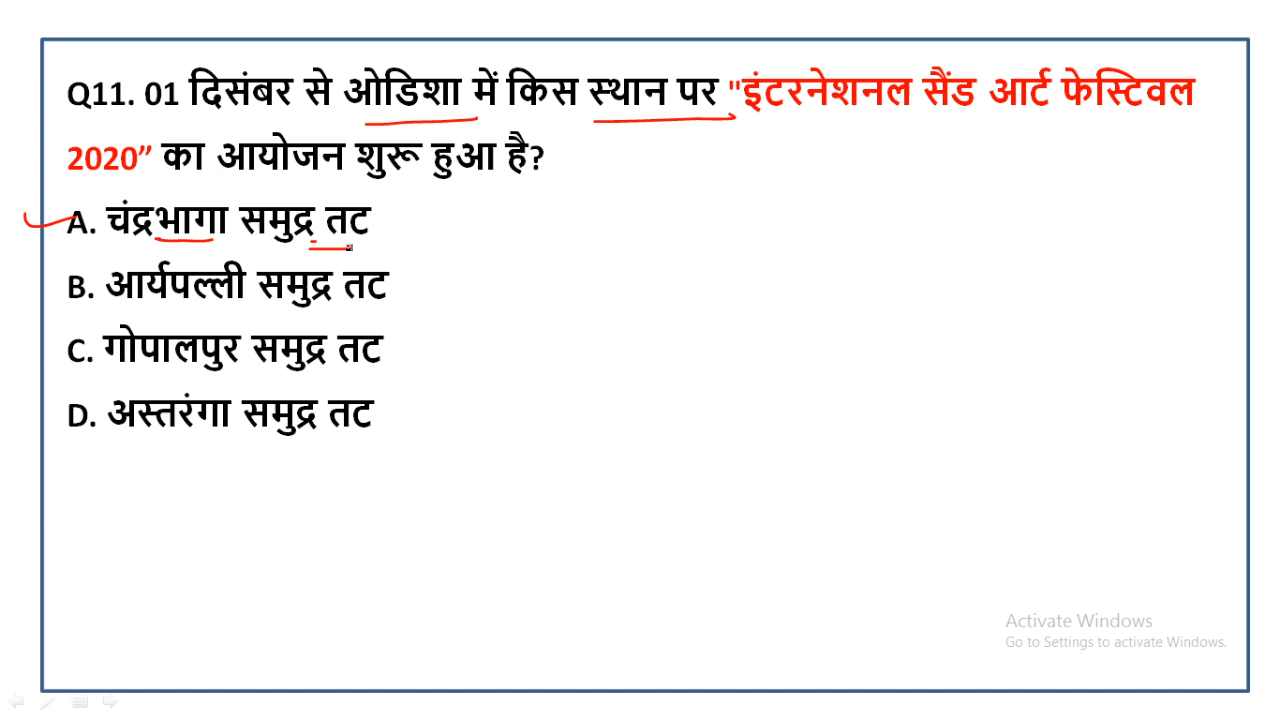 Q11. 01 दिसंबर से ओडिशा में किस स्थान पर "इंटरनेशनल सैंड आर्ट फेस्टिवल
2020” का आयोजन शुरू हुआ है?
A. चंद्रभागा समुद्र तट
B. आर्यपल्ली समुद्र तट
C. गोपालपुर समुद्र तट
D. अस्तरंगा समुद्र तट
Activate Windows
Go to Settings to activate Windows.